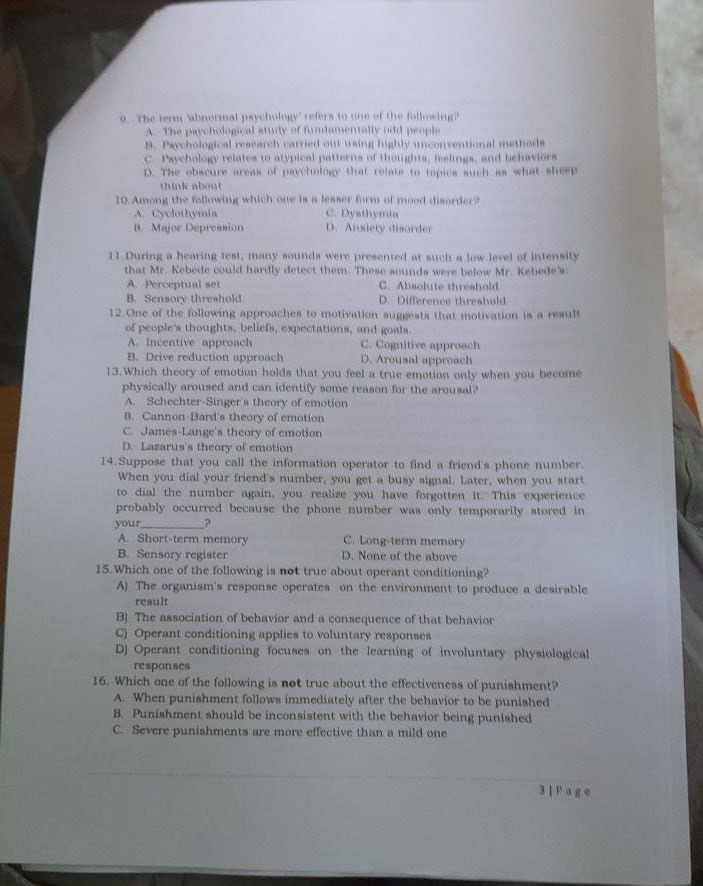 9. The term 'abnormal psychology' refers to one of the following?
A. The psychological study of fundamentally odd people
B. Psychological research carried out using highly unconventional methods
C. Psychology relates to atypical patterns of thoughts, feelings, and behaviors
D. The obscure areas of psychology that relate to topics such as what sheep
think about
10. Among the following which one is a lesser form of mood disorder?
A. Cyclothymia C. Dysthymia
B. Major Depression D. Anxiety disorder
11. During a hearing test, many sounds were presented at such a low level of intensity
that Mr. Kebede could hardly detect them. These sounds were below Mr. Kebede's:
A. Perceptual set C. Absolute threshold
B. Sensory threshold D. Difference threshold
12. One of the following approaches to motivation suggests that motivation is a result
of people's thoughts, beliefs, expectations, and goals.
A. Incentive approach C. Cognitive approach
B. Drive reduction approach D. Arousal approach
13. Which theory of emotion holds that you feel a true emotion only when you become
physically aroused and can identify some reason for the arousal?
A. Schechter-Singer's theory of emotion
B. Cannon-Bard's theory of emotion
C. James-Lange's theory of emotion
D. Lazarus's theory of emotion
14. Suppose that you call the information operator to find a friend's phone number.
When you dial your friend's number, you get a busy signal. Later, when you start
to dial the number again, you realize you have forgotten it. This experience
probably occurred because the phone number was only temporarily stored in
your__________?
A. Short-term memory C. Long-term memory
B. Sensory register D. None of the above
15. Which one of the following is not true about operant conditioning?
A) The organism's response operates on the environment to produce a desirable
result
B) The association of behavior and a consequence of that behavior
C) Operant conditioning applies to voluntary responses
D) Operant conditioning focuses on the learning of involuntary physiological
responses
16. Which one of the following is not true about the effectiveness of punishment?
A. When punishment follows immediately after the behavior to be punished
B. Punishment should be inconsistent with the behavior being punished
C. Severe punishments are more effective than a mild one
3 | P a g e